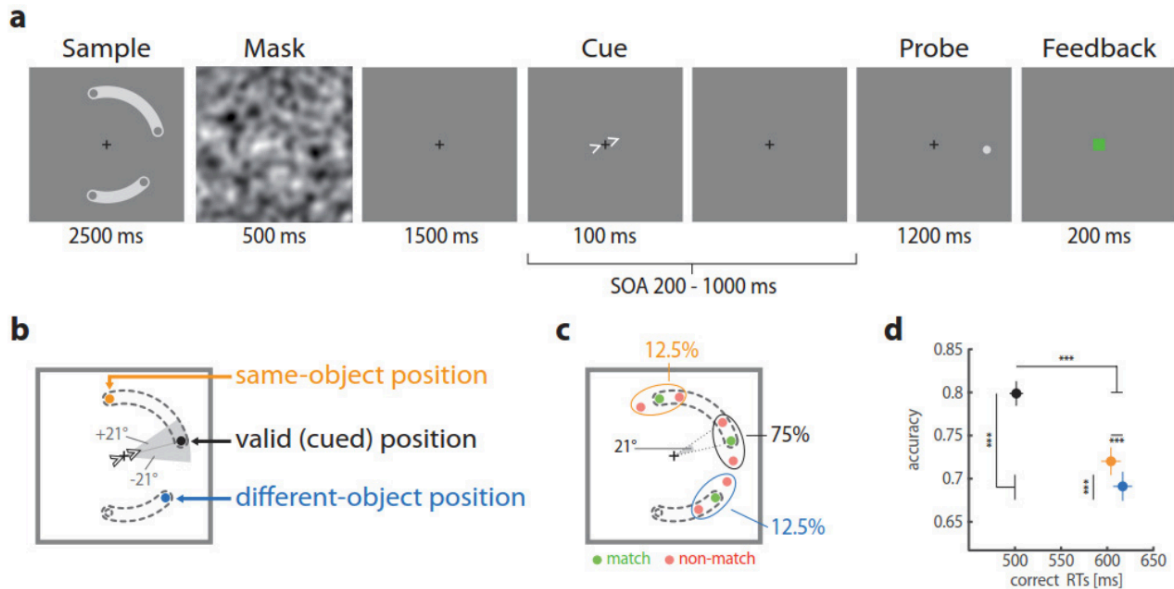 a
Sample Mask Cue Probe Feedback
2500 ms 500 ms 1500 ms 100 ms 1200 ms 200 ms
SOA 200 - 1000 ms
b
same-object position
+21°
valid (cued) position
-21°
different-object position
c
12.5%
21°
75%
12.5%
match non-match
d
0.85
0.8
0.75
0.7
0.65
accuracy
***
***
***
***
500 550 600 650
correct RTs [ms]